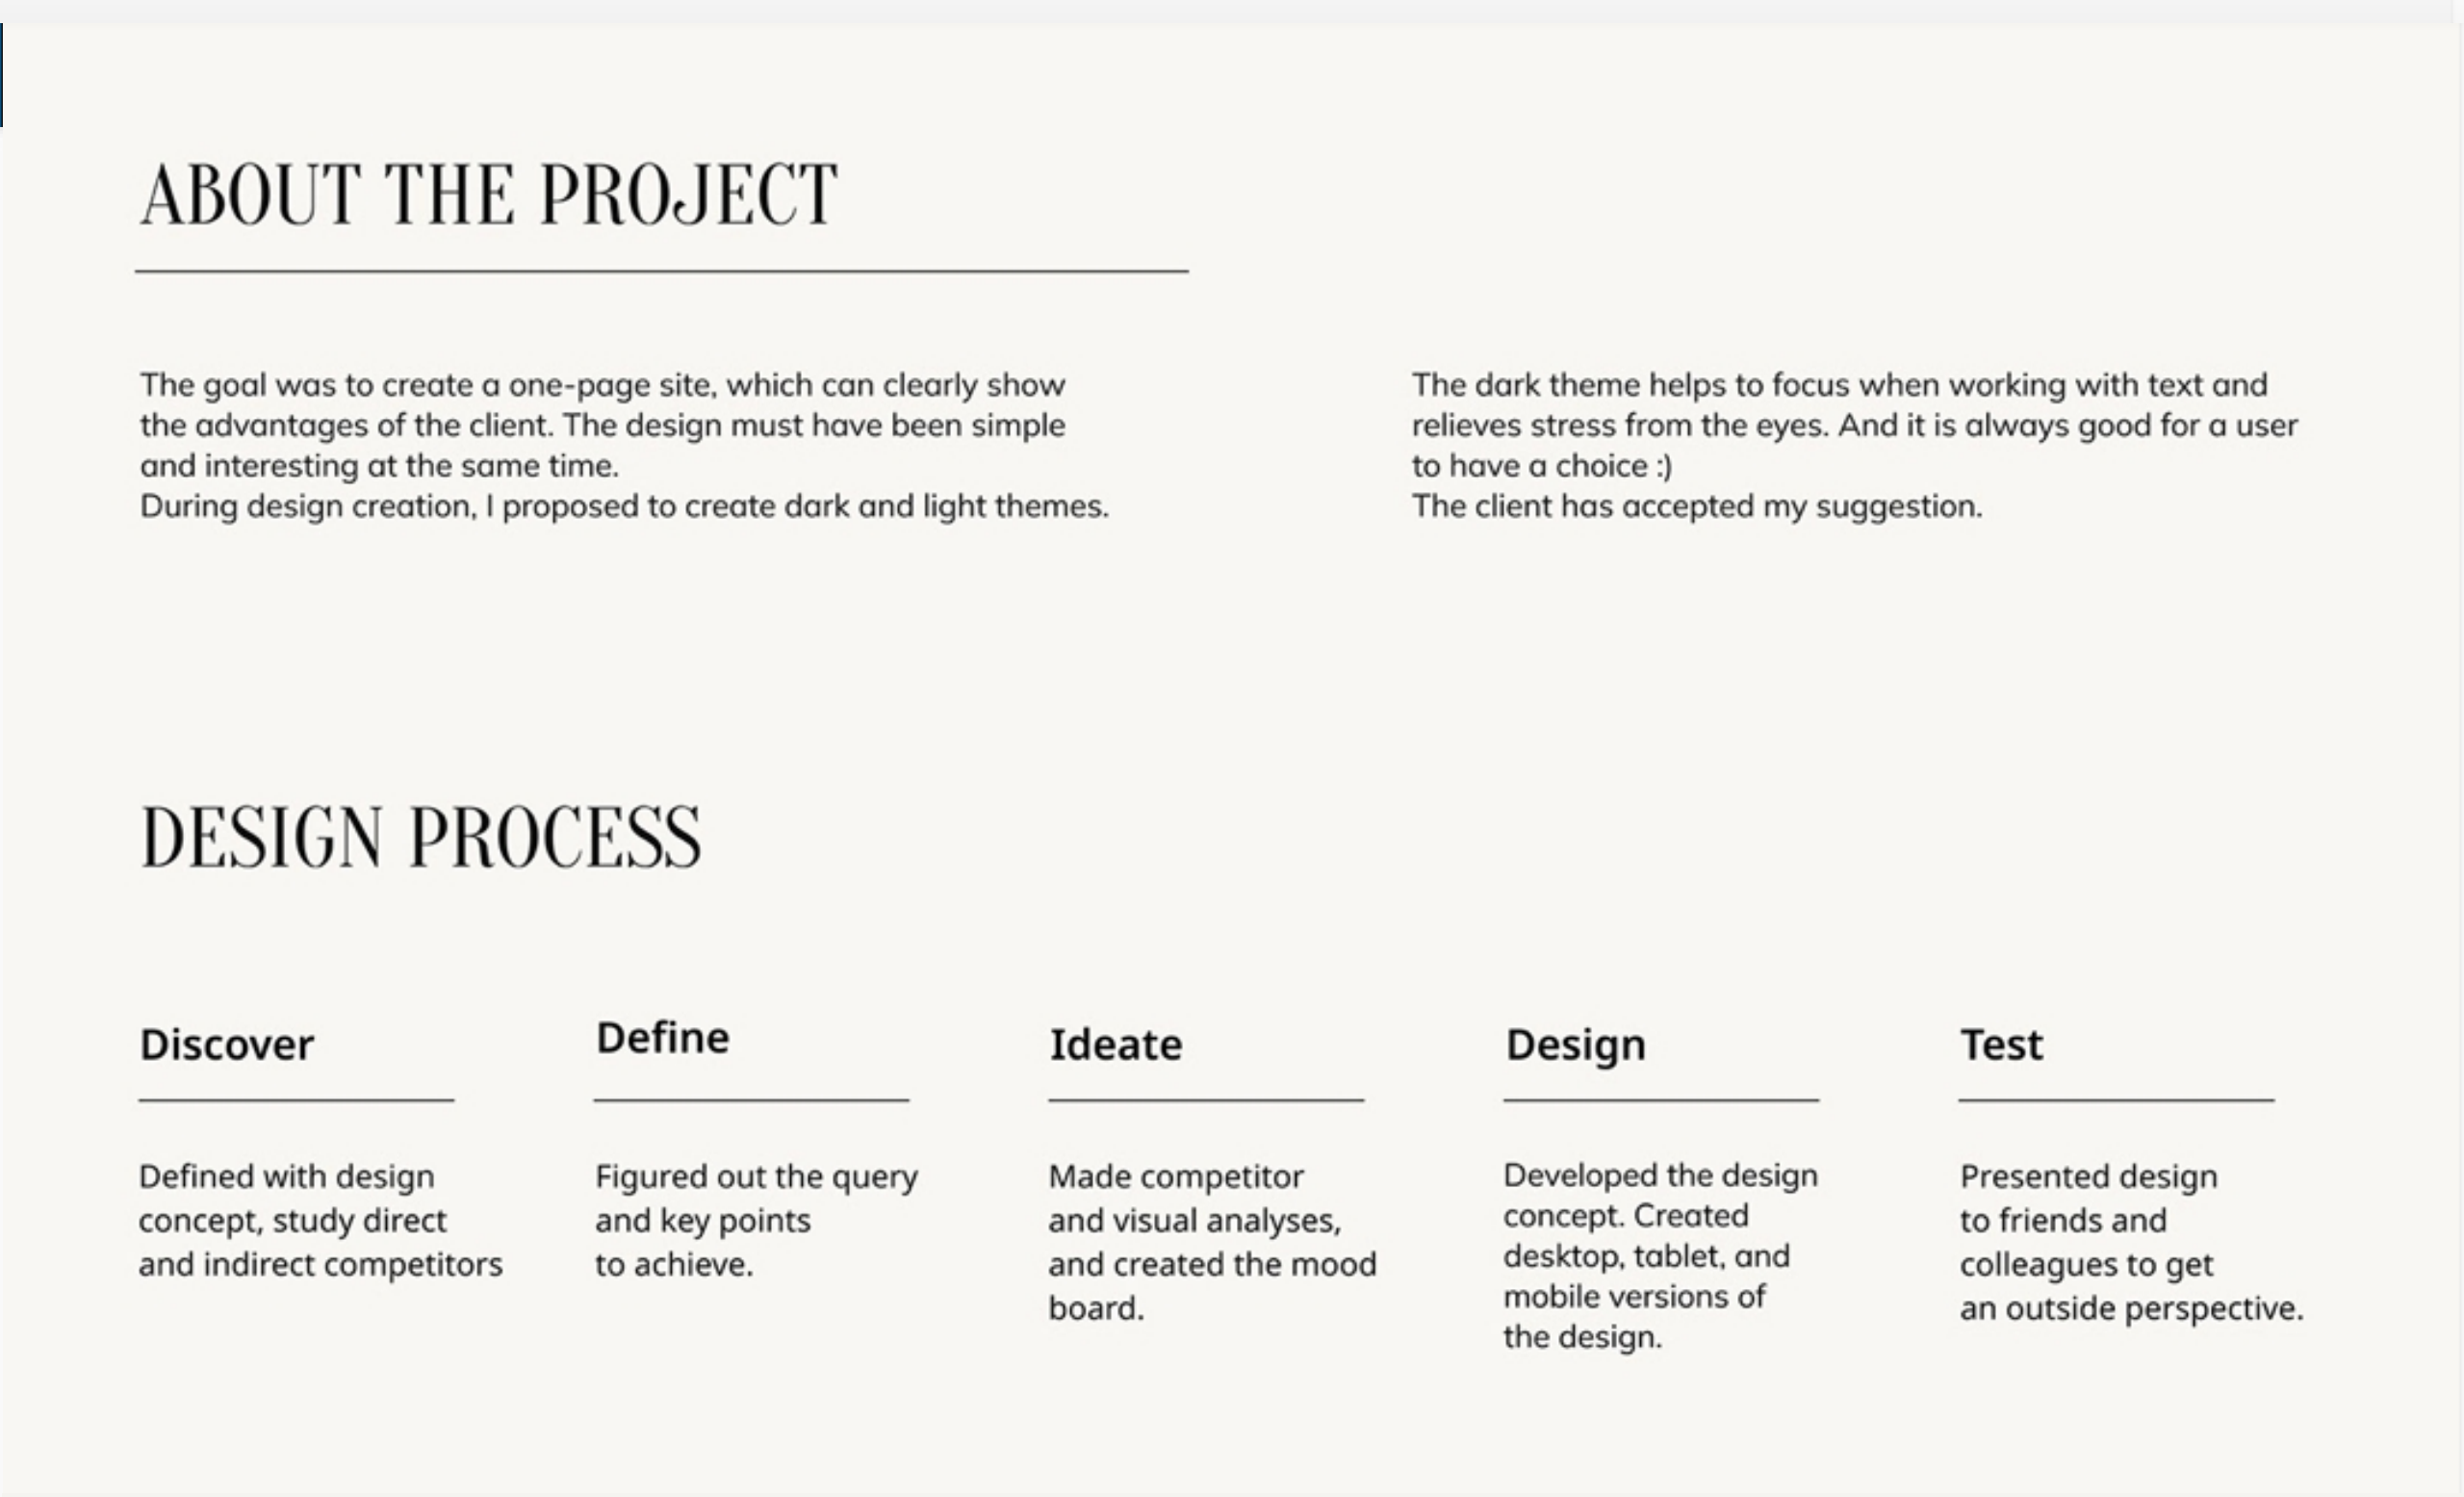 ABOUT THE PROJECT
The goal was to create a one-page site, which can clearly show
the advantages of the client. The design must have been simple
and interesting at the same time.
During design creation, I proposed to create dark and light themes.
The dark theme helps to focus when working with text and
relieves stress from the eyes. And it is always good for a user
to have a choice :)
The client has accepted my suggestion.
DESIGN PROCESS
Discover
Defined with design
concept, study direct
and indirect competitors
Define
Figured out the query
and key points
to achieve.
Ideate
Made competitor
and visual analyses,
and created the mood
board.
Design
Developed the design
concept. Created
desktop, tablet, and
mobile versions of
the design.
Test
Presented design
to friends and
colleagues to get
an outside perspective.